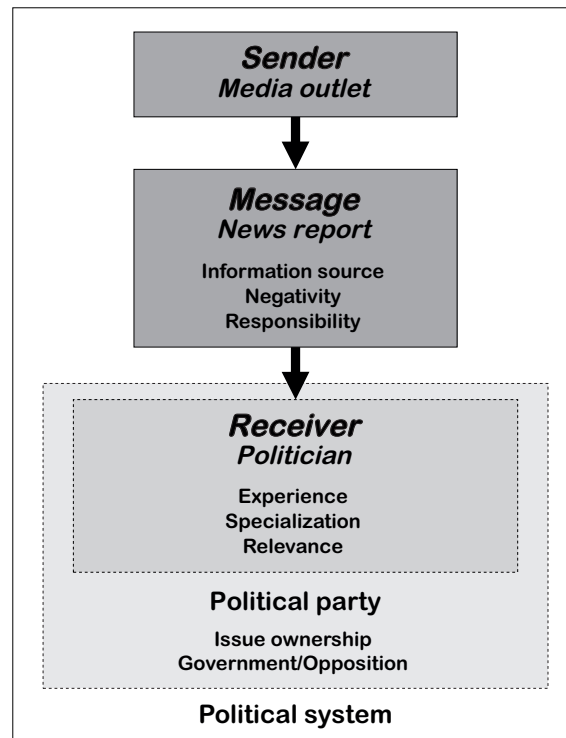 Sender
Media outlet
Message
News report
Information source
Negativity
Responsibility
Receiver
Politician
Experience
Specialization
Relevance
Political party
Issue ownership
Government/Opposition
Political system